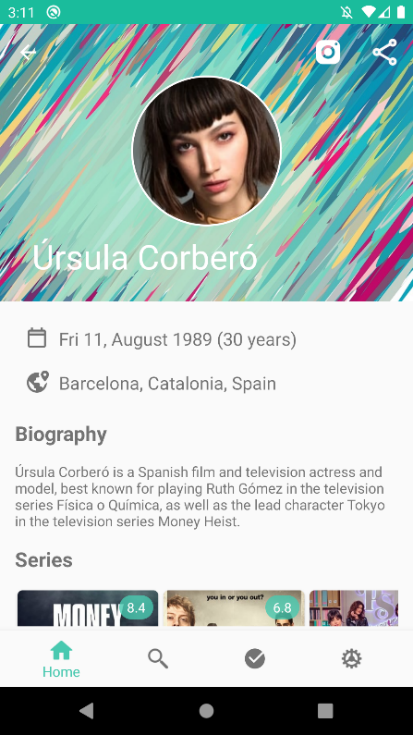 3:11
Úrsula Corberó
Fri 11, August 1989 (30 years)
Barcelona, Catalonia, Spain
Biography
Úrsula Corberó is a Spanish film and television actress and
model, best known for playing Ruth Gómez in the television
series Física o Química, as well as the lead character Tokyo
in the television series Money Heist.
Series
MONEY
8.4
you in or you out?
6.8
Home